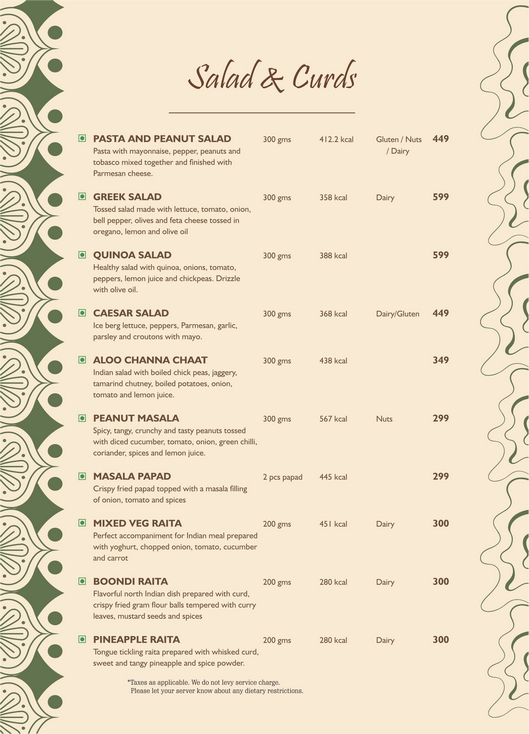 Salad & Curds
PASTA AND PEANUT SALAD 300 gms 412.2 kcal Gluten / Nuts 449
Pasta with mayonnaise, pepper, peanuts and / Dairy
tobasco mixed together and finished with
Parmesan cheese.
GREEK SALAD 300 gms 358 kcal Dairy 599
Tossed salad made with lettuce, tomato, onion,
bell pepper, olives and feta cheese tossed in
oregano, lemon and olive oil
QUINOA SALAD 300 gms 388 kcal 599
Healthy salad with quinoa, onions, tomato,
peppers, lemon juice and chickpeas. Drizzle
with olive oil.
CAESAR SALAD 300 gms 368 kcal Dairy/Gluten 449
Ice berg lettuce, peppers, Parmesan, garlic,
parsley and croutons with mayo.
ALOO CHANNA CHAAT 300 gms 438 kcal 349
Indian salad with boiled chick peas, jaggery,
tamarind chutney, boiled potatoes, onion,
tomato and lemon juice.
PEANUT MASALA 300 gms 567 kcal Nuts 299
Spicy, tangy, crunchy and tasty peanuts tossed
with diced cucumber, tomato, onion, green chilli,
coriander, spices and lemon juice.
MASALA PAPAD 2 pcs papad 445 kcal 299
Crispy fried papad topped with a masala filling
of onion, tomato and spices
MIXED VEG RAITA 200 gms 451 kcal Dairy 300
Perfect accompaniment for Indian meal prepared
with yoghurt, chopped onion, tomato, cucumber
and carrot
BOONDI RAITA 200 gms 280 kcal Dairy 300
Flavorful north Indian dish prepared with curd,
crispy fried gram flour balls tempered with curry
leaves, mustard seeds and spices
PINEAPPLE RAITA 200 gms 280 kcal Dairy 300
Tongue tickling raita prepared with whisked curd,
sweet and tangy pineapple and spice powder.
*Taxes as applicable. We do not levy service charge.
Please let your server know about any dietary restrictions.